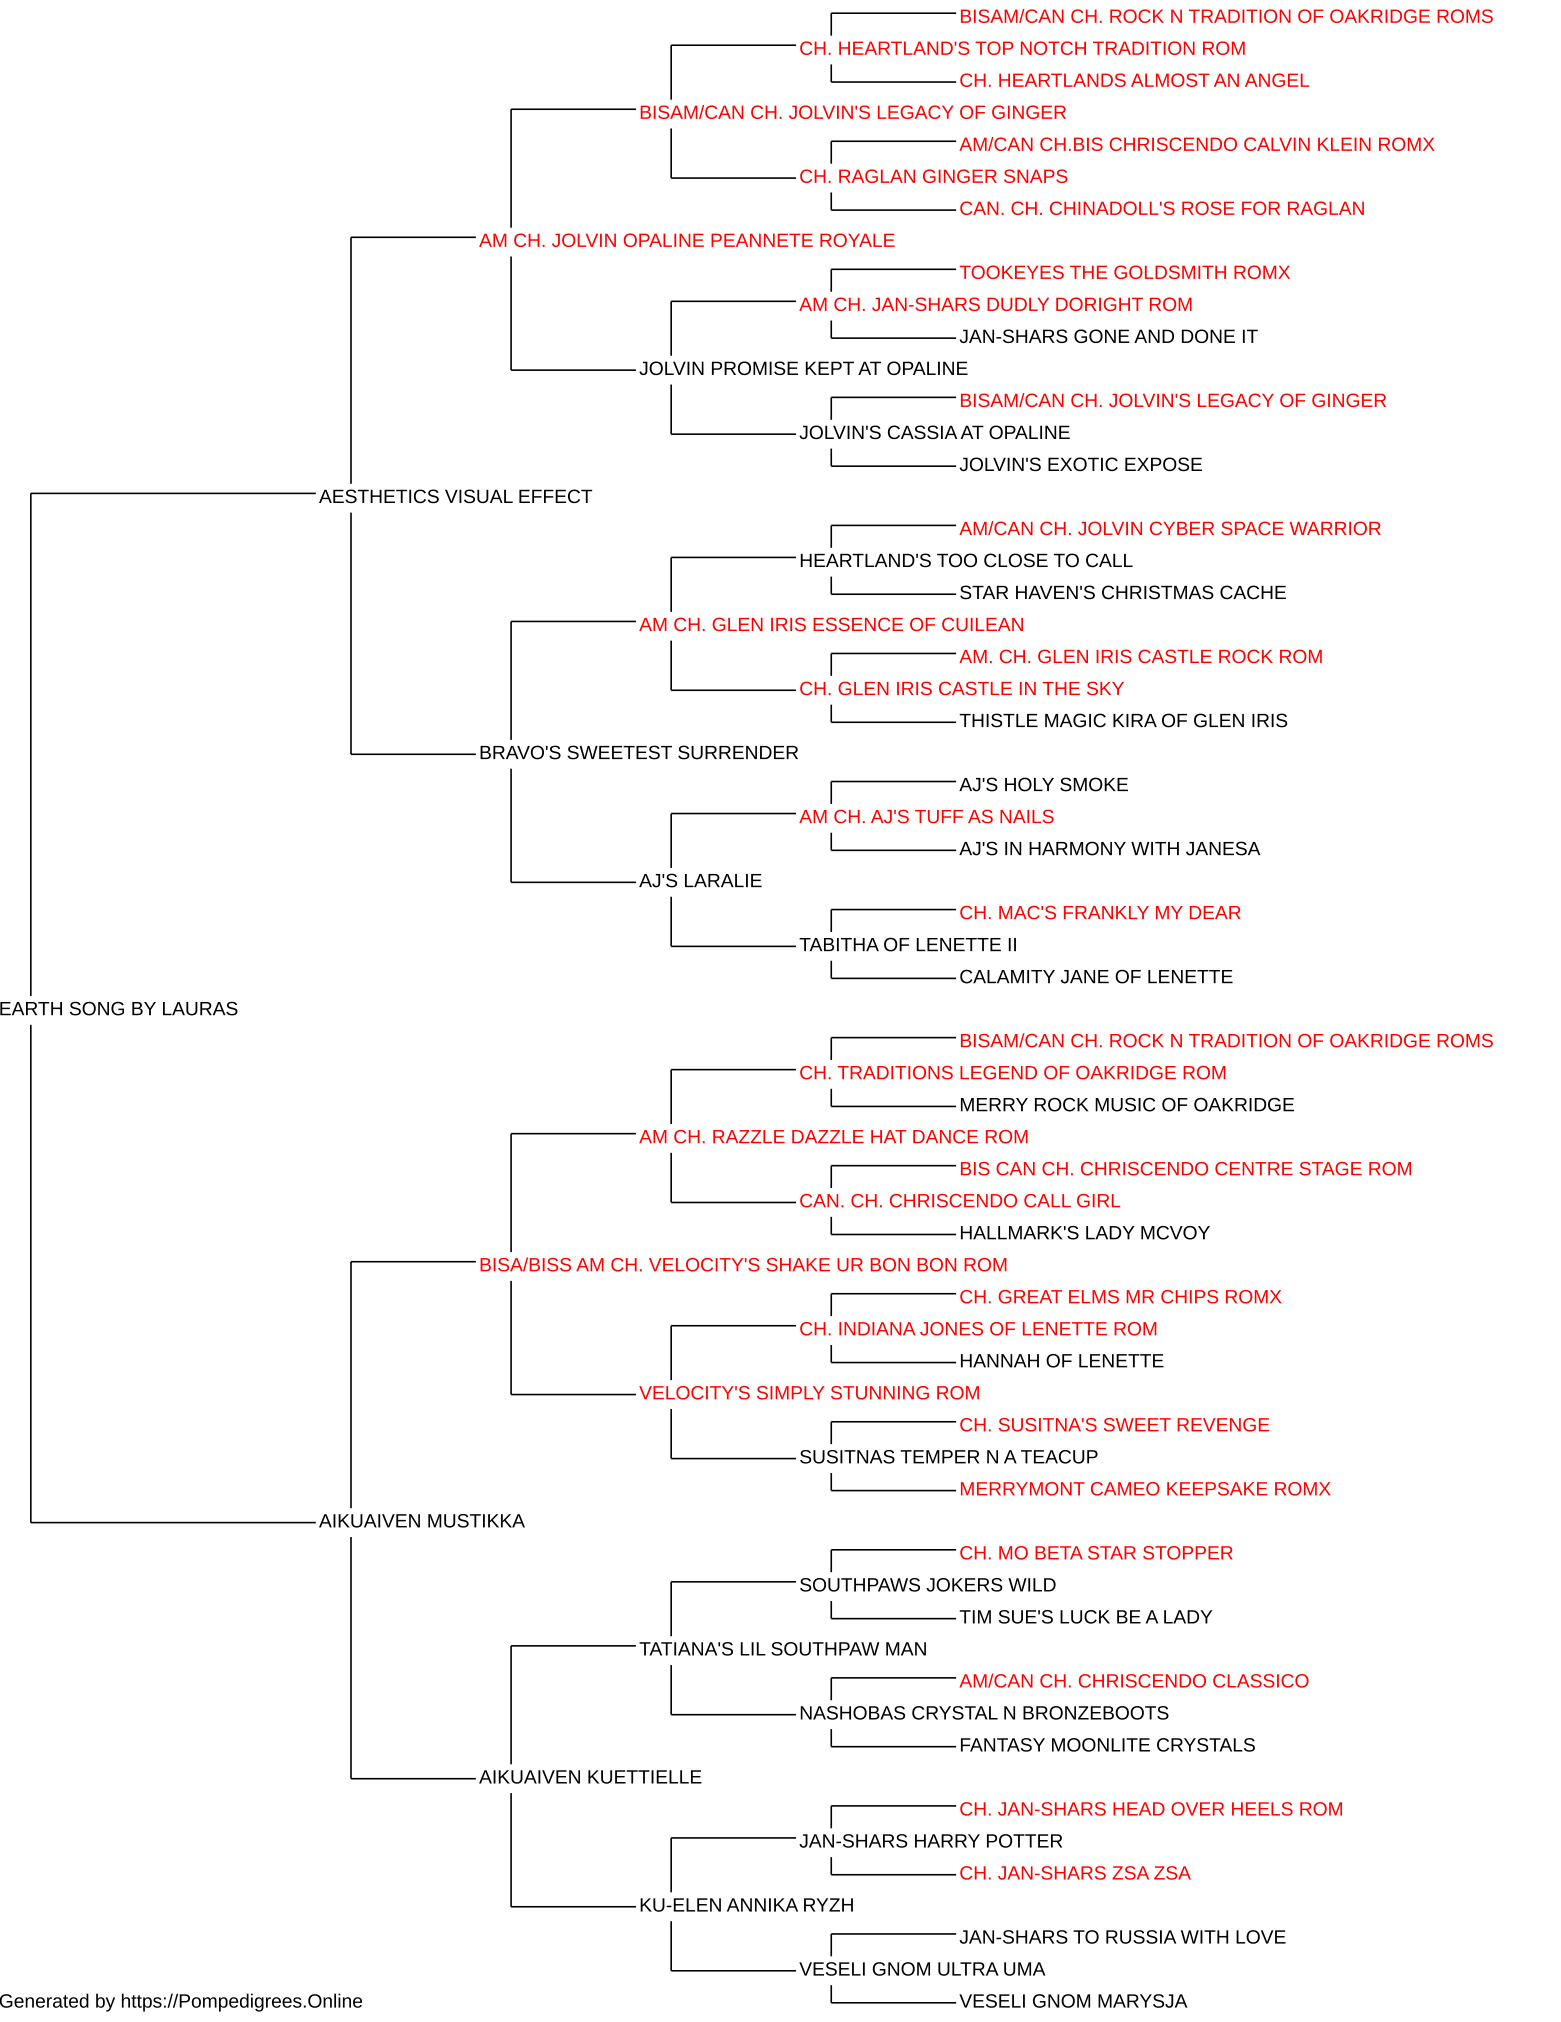 BISAM/CAN CH. ROCK N TRADITION OF OAKRIDGE ROMS
CH. HEARTLAND'S TOP NOTCH TRADITION ROM
CH. HEARTLANDS ALMOST AN ANGEL
BISAM/CAN CH. JOLVIN'S LEGACY OF GINGER
AM/CAN CH.BIS CHRISCENDO CALVIN KLEIN ROMX
CH. RAGLAN GINGER SNAPS
CAN. CH. CHINADOLL'S ROSE FOR RAGLAN
AM CH. JOLVIN OPALINE PEANNETE ROYALE
TOOKEYES THE GOLDSMITH ROMX
AM CH. JAN-SHARS DUDLY DORIGHT ROM
JAN-SHARS GONE AND DONE IT
JOLVIN PROMISE KEPT AT OPALINE
BISAM/CAN CH. JOLVIN'S LEGACY OF GINGER
JOLVIN'S CASSIA AT OPALINE
JOLVIN'S EXOTIC EXPOSE
AESTHETICS VISUAL EFFECT
AM/CAN CH. JOLVIN CYBER SPACE WARRIOR
HEARTLAND'S TOO CLOSE TO CALL
STAR HAVEN'S CHRISTMAS CACHE
AM CH. GLEN IRIS ESSENCE OF CUILEAN
AM. CH. GLEN IRIS CASTLE ROCK ROM
CH. GLEN IRIS CASTLE IN THE SKY
THISTLE MAGIC KIRA OF GLEN IRIS
BRAVO'S SWEETEST SURRENDER
AJ'S HOLY SMOKE
AM CH. AJ'S TUFF AS NAILS
AJ'S IN HARMONY WITH JANESA
AJ'S LARALIE
CH. MAC'S FRANKLY MY DEAR
TABITHA OF LENETTE II
CALAMITY JANE OF LENETTE
EARTH SONG BY LAURAS
BISAM/CAN CH. ROCK N TRADITION OF OAKRIDGE ROMS
CH. TRADITIONS LEGEND OF OAKRIDGE ROM
MERRY ROCK MUSIC OF OAKRIDGE
AM CH. RAZZLE DAZZLE HAT DANCE ROM
BIS CAN CH. CHRISCENDO CENTRE STAGE ROM
CAN. CH. CHRISCENDO CALL GIRL
HALLMARK'S LADY MCVOY
BISA/BISS AM CH. VELOCITY'S SHAKE UR BON BON ROM
CH. GREAT ELMS MR CHIPS ROMX
CH. INDIANA JONES OF LENETTE ROM
HANNAH OF LENETTE
VELOCITY'S SIMPLY STUNNING ROM
CH. SUSITNA'S SWEET REVENGE
SUSITNAS TEMPER N A TEACUP
MERRYMONT CAMEO KEEPSAKE ROMX
AIKUAIVEN MUSTIKKA
CH. MO BETA STAR STOPPER
SOUTHPAWS JOKERS WILD
TIM SUE'S LUCK BE A LADY
TATIANA'S LIL SOUTHPAW MAN
AM/CAN CH. CHRISCENDO CLASSICO
NASHOBAS CRYSTAL N BRONZEBOOTS
FANTASY MOONLITE CRYSTALS
AIKUAIVEN KUETTIELLE
CH. JAN-SHARS HEAD OVER HEELS ROM
JAN-SHARS HARRY POTTER
CH. JAN-SHARS ZSA ZSA
KU-ELEN ANNIKA RYZH
JAN-SHARS TO RUSSIA WITH LOVE
VESELI GNOM ULTRA UMA
VESELI GNOM MARYSJA
Generated by https://Pompedigrees.Online